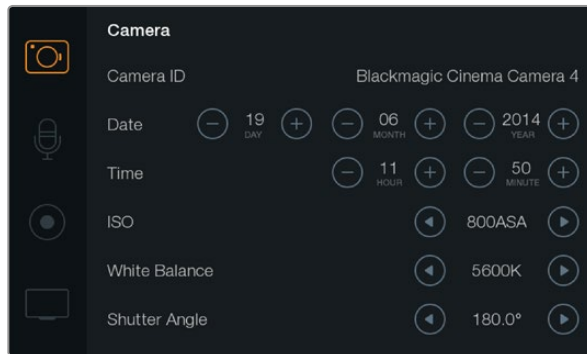 Camera
Camera ID Blackmagic Cinema Camera 4
Date 19 DAY 06 MONTH 2014 YEAR
Time 11 HOUR 50 MINUTE
ISO 800ASA
White Balance 5600K
Shutter Angle 180.0°